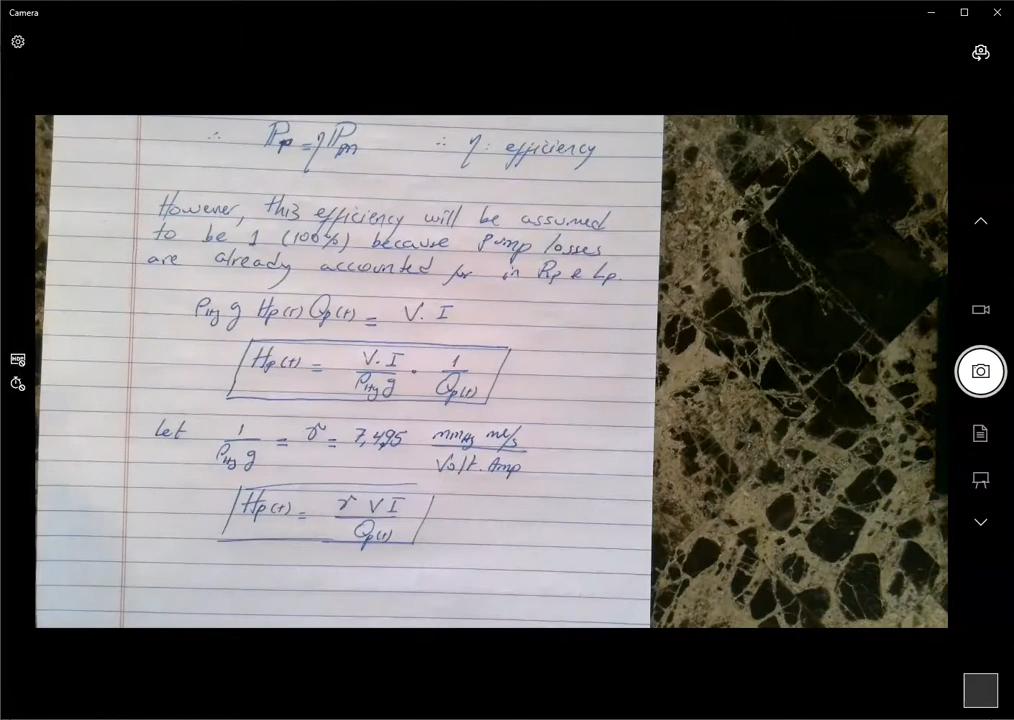 Camera
∴ Pp = η Pm ∴ η : efficiency
However, this efficiency will be assumed
to be 1 (100%) because pump losses
are already accounted for in Rp & Lp.
ρHg g Hp(t) Qp(t) = V. I
Hp(t) = V. I / ρHg g · 1 / Qp(t)
let 1 / ρHg g = γ = 7,495 mmHg ml/s / Volt. Amp
Hp(t) = γ V I / Qp(t)